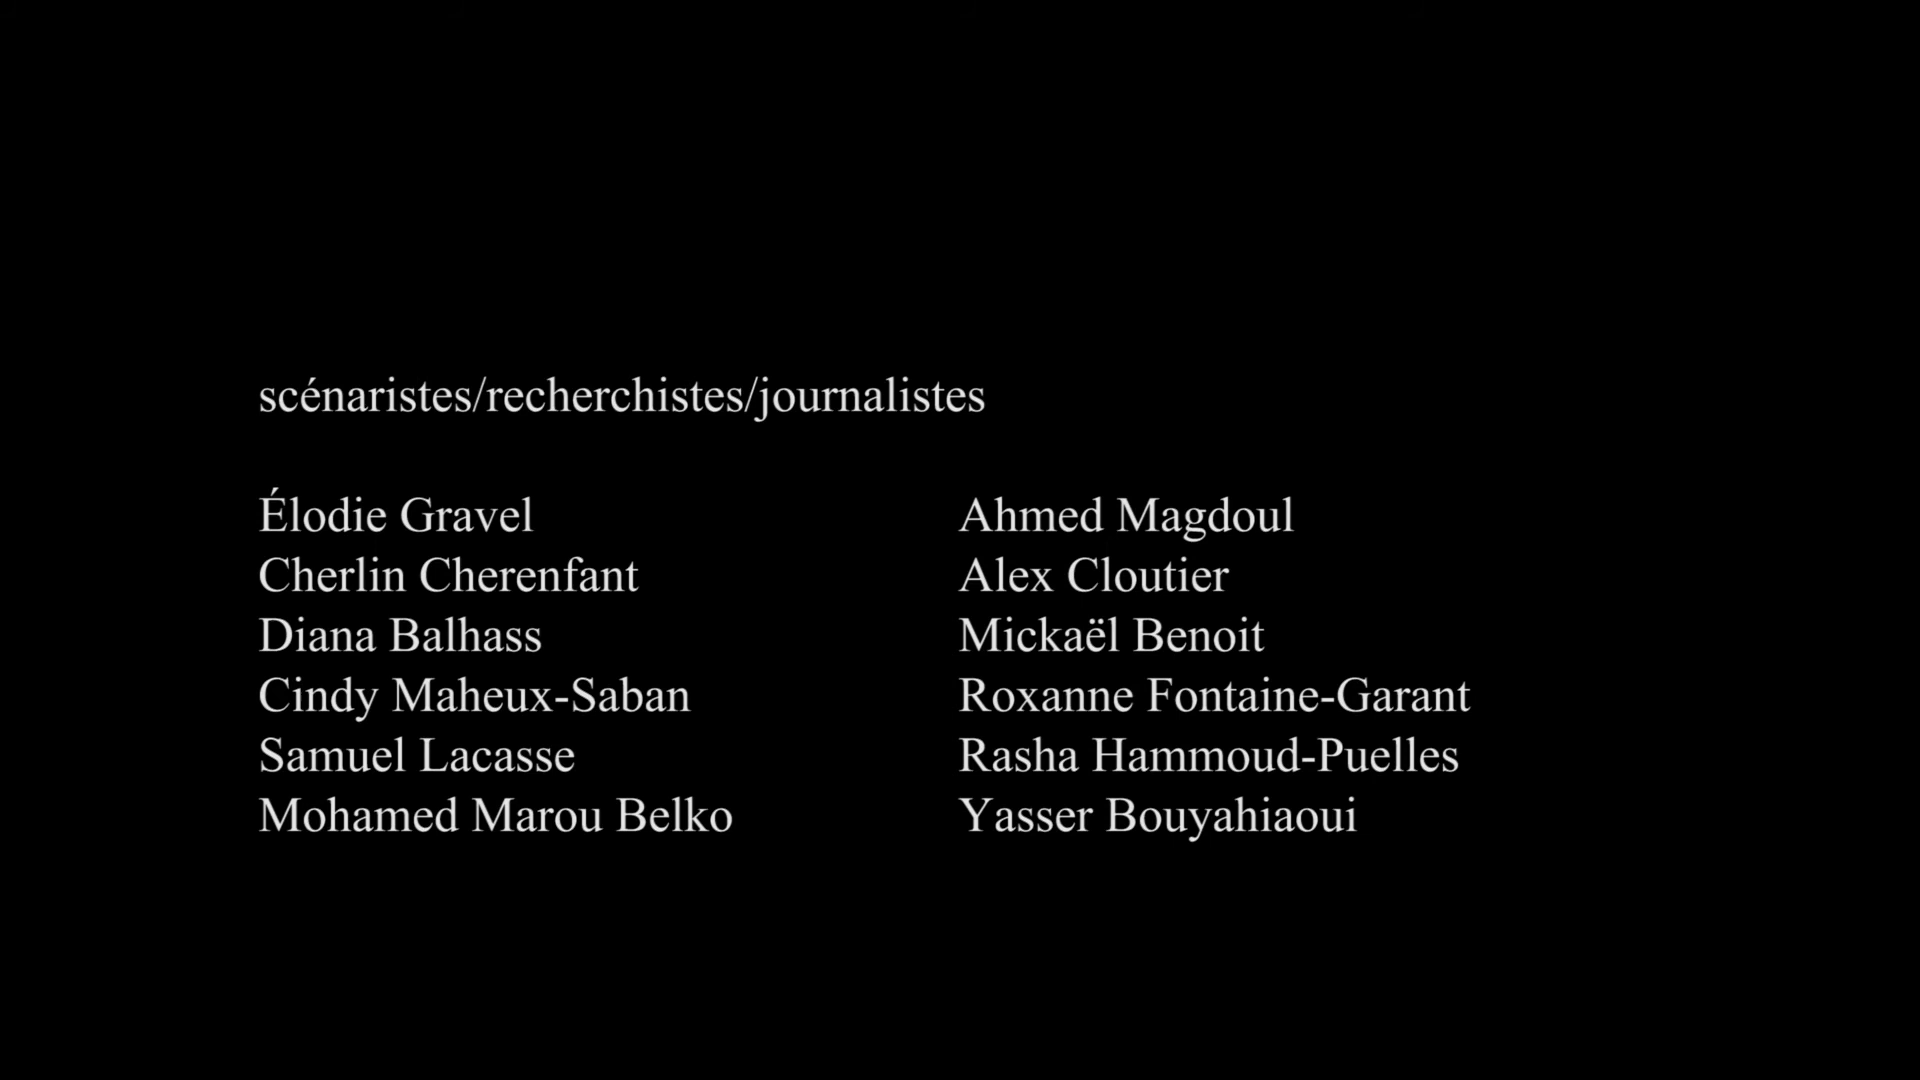 scénaristes/recherchistes/journalistes
Élodie Gravel
Cherlin Cherenfant
Diana Balhass
Cindy Maheux-Saban
Samuel Lacasse
Mohamed Marou Belko
Ahmed Magdoul
Alex Cloutier
Mickaël Benoit
Roxanne Fontaine-Garant
Rasha Hammoud-Puelles
Yasser Bouyahiaoui